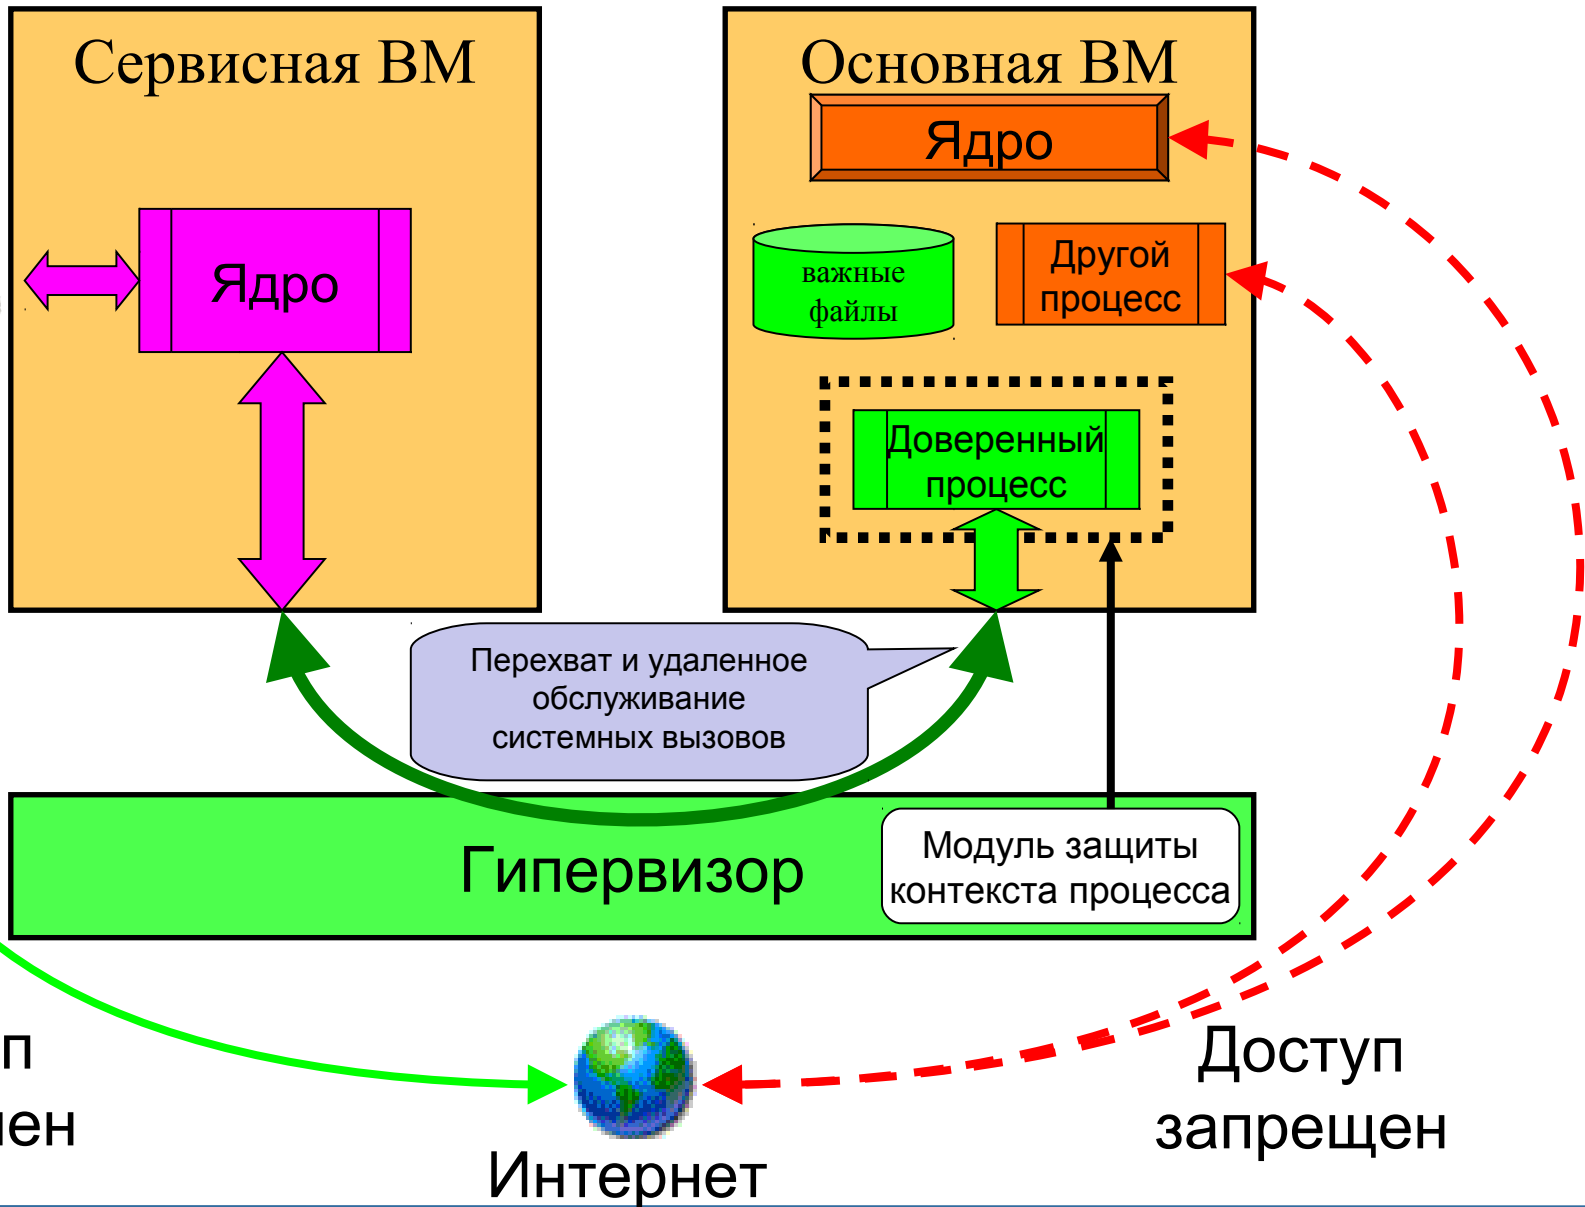 Сервисная ВМ
Ядро
Основная ВМ
Ядро
важные
файлы
Другой
процесс
Доверенный
процесс
Перехват и удаленное
обслуживание
системных вызовов
Гипервизор
Модуль защиты
контекста процесса
п
ен
Интернет
Доступ
запрещен